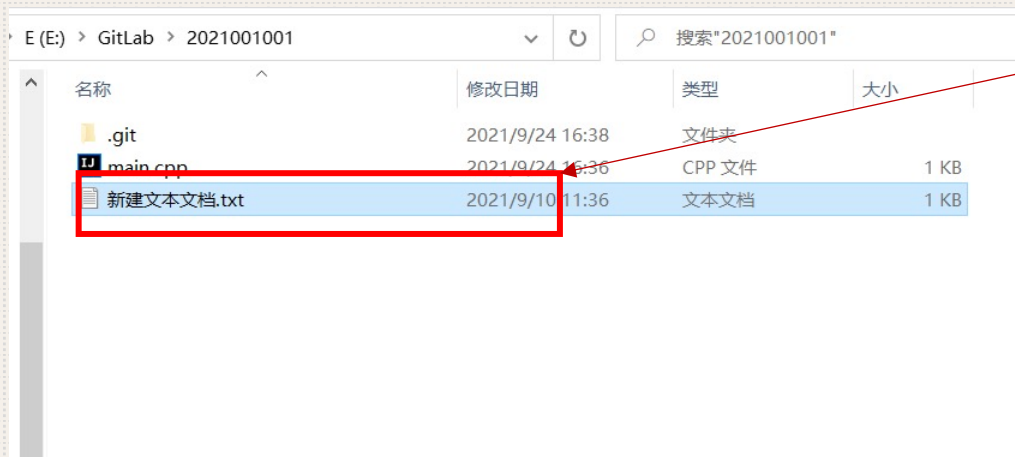 E (E:) > GitLab > 2021001001 搜索"2021001001"
名称 修改日期 类型 大小
.git 2021/9/24 16:38 文件夹
IJ main.cpp 2021/9/24 16:36 CPP 文件 1 KB
新建文本文档.txt 2021/9/10 11:36 文本文档 1 KB